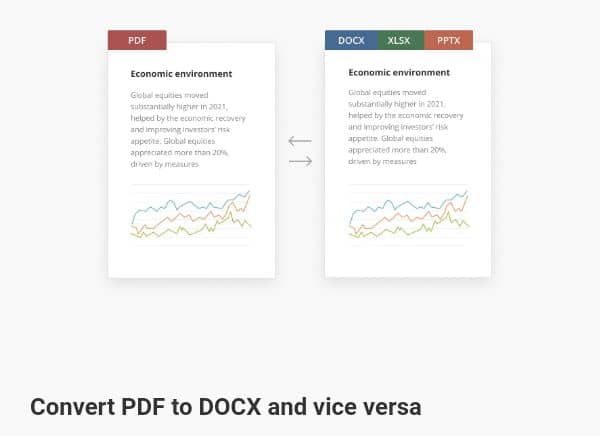 PDF
Economic environment
Global equities moved
substantially higher in 2021,
helped by the economic recovery
and improving investors' risk
appetite. Global equities
appreciated more than 20%,
driven by measures
DOCX XLSX PPTX
Economic environment
Global equities moved
substantially higher in 2021,
helped by the economic recovery
and improving investors' risk
appetite. Global equities
appreciated more than 20%,
driven by measures
Convert PDF to DOCX and vice versa